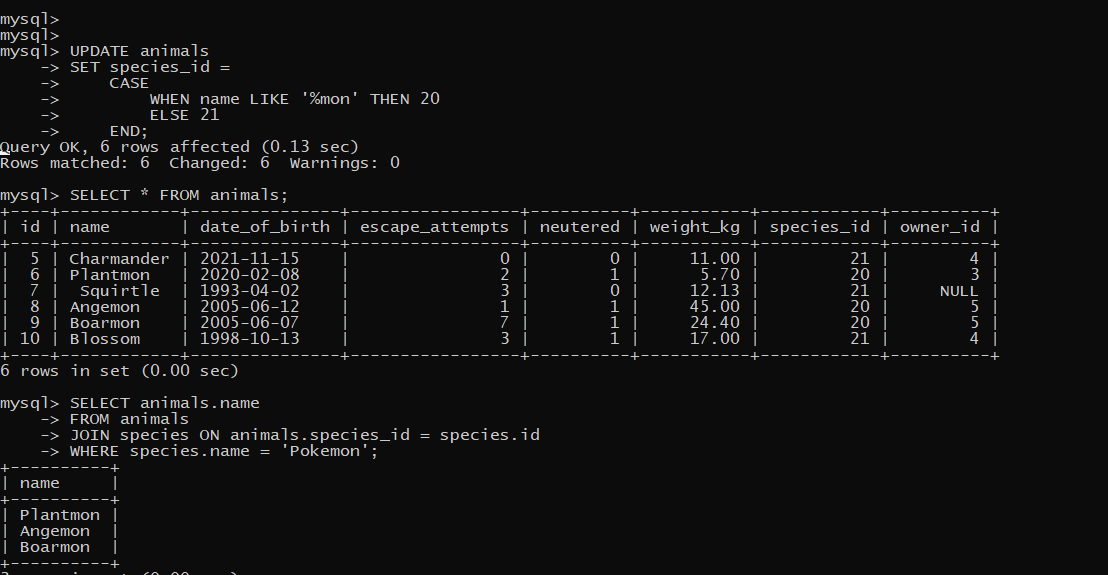 mysql>
mysql>
mysql> UPDATE animals
    -> SET species_id =
    ->     CASE
    ->         WHEN name LIKE '%mon' THEN 20
    ->         ELSE 21
    ->     END;
Query OK, 6 rows affected (0.13 sec)
Rows matched: 6  Changed: 6  Warnings: 0

mysql> SELECT * FROM animals;
+----+------------+---------------+-----------------+----------+-----------+------------+----------+
| id | name       | date_of_birth | escape_attempts | neutered | weight_kg | species_id | owner_id |
+----+------------+---------------+-----------------+----------+-----------+------------+----------+
|  5 | Charmander | 2021-11-15    |               0 |        0 |     11.00 |         21 |        4 |
|  6 | Plantmon   | 2020-02-08    |               2 |        1 |      5.70 |         20 |        3 |
|  7 |  Squirtle  | 1993-04-02    |               3 |        0 |     12.13 |         21 |     NULL |
|  8 | Angemon    | 2005-06-12    |               1 |        1 |     45.00 |         20 |        5 |
|  9 | Boarmon    | 2005-06-07    |               7 |        1 |     24.40 |         20 |        5 |
| 10 | Blossom    | 1998-10-13    |               3 |        1 |     17.00 |         21 |        4 |
+----+------------+---------------+-----------------+----------+-----------+------------+----------+
6 rows in set (0.00 sec)

mysql> SELECT animals.name
    -> FROM animals
    -> JOIN species ON animals.species_id = species.id
    -> WHERE species.name = 'Pokemon';
+----------+
| name     |
+----------+
| Plantmon |
| Angemon  |
| Boarmon  |
+----------+